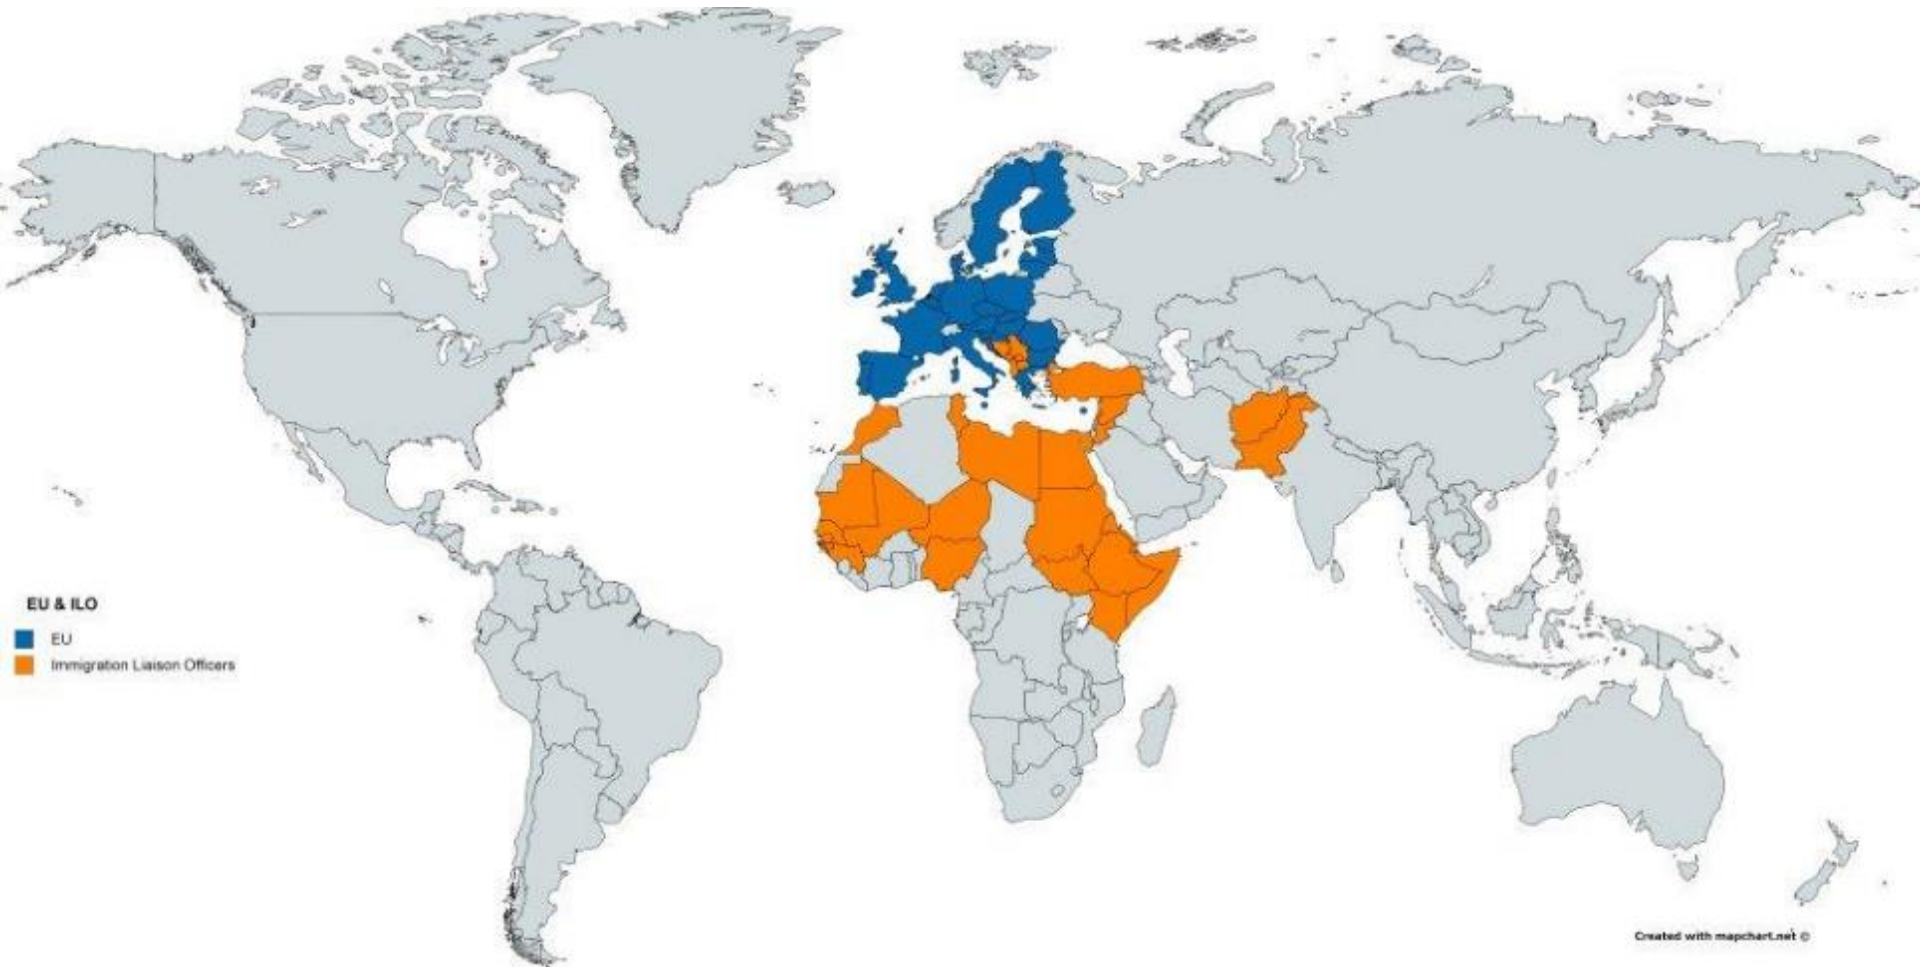 EU & ILO
EU
Immigration Liaison Officers
Created with mapchart.net ©